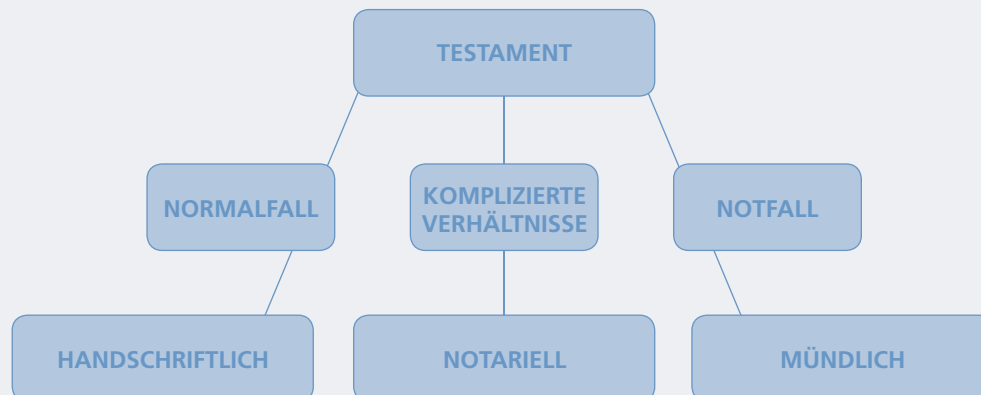 TESTAMENT
NORMALFALL
KOMPLIZIERTE
VERHÄLTNISSE
NOTFALL
HANDSCHRIFTLICH
NOTARIELL
MÜNDLICH